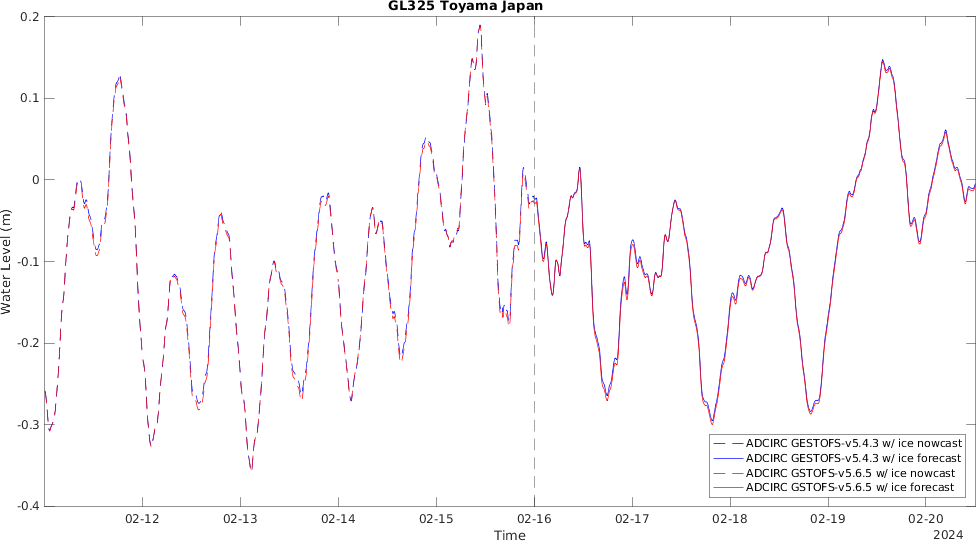 GL325 Toyama Japan
Water Level (m)
0.2
0.1
0
-0.1
-0.2
-0.3
-0.4
02-12
02-13
02-14
02-15
02-16
02-17
02-18
02-19
02-20
Time
2024
ADCIRC GESTOFS-v5.4.3 w/ ice nowcast
ADCIRC GESTOFS-v5.4.3 w/ ice forecast
ADCIRC GSTOFS-v5.6.5 w/ ice nowcast
ADCIRC GSTOFS-v5.6.5 w/ ice forecast